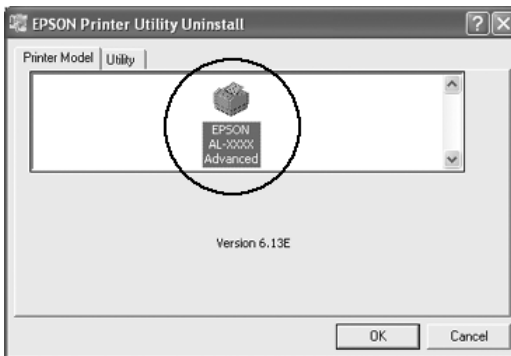 EPSON Printer Utility Uninstall
Printer Model
Utility
EPSON
AL-XXXX
Advanced
Version 6.13E
OK
Cancel